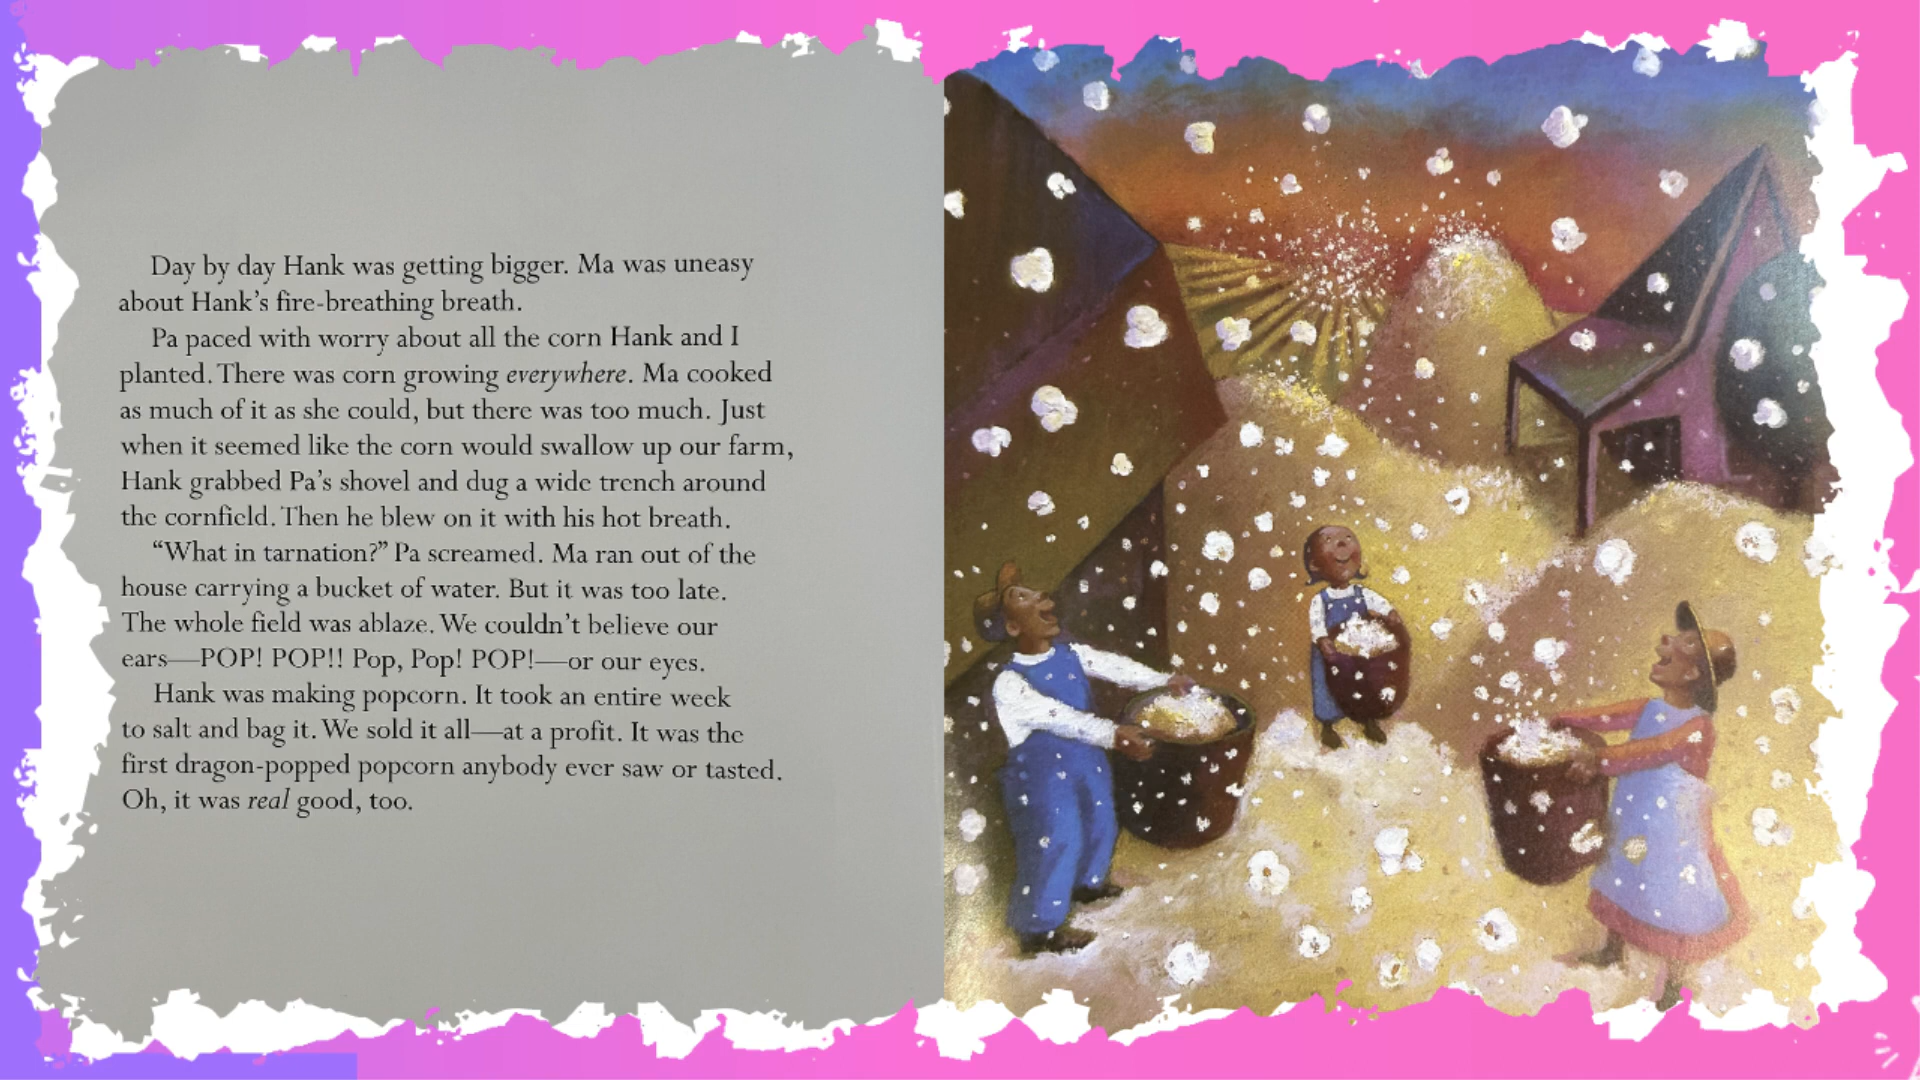 Day by day Hank was getting bigger. Ma was uneasy
about Hank's fire-breathing breath.
Pa paced with worry about all the corn Hank and I
planted. There was corn growing everywhere. Ma cooked
as much of it as she could, but there was too much. Just
when it seemed like the corn would swallow up our farm,
Hank grabbed Pa's shovel and dug a wide trench around
the cornfield. Then he blew on it with his hot breath.
“What in tarnation?” Pa screamed. Ma ran out of the
house carrying a bucket of water. But it was too late.
The whole field was ablaze. We couldn't believe our
ears—POP! POP!! Pop, Pop! POP!—or our eyes.
Hank was making popcorn. It took an entire week
to salt and bag it. We sold it all—at a profit. It was the
first dragon-popped popcorn anybody ever saw or tasted.
Oh, it was real good, too.